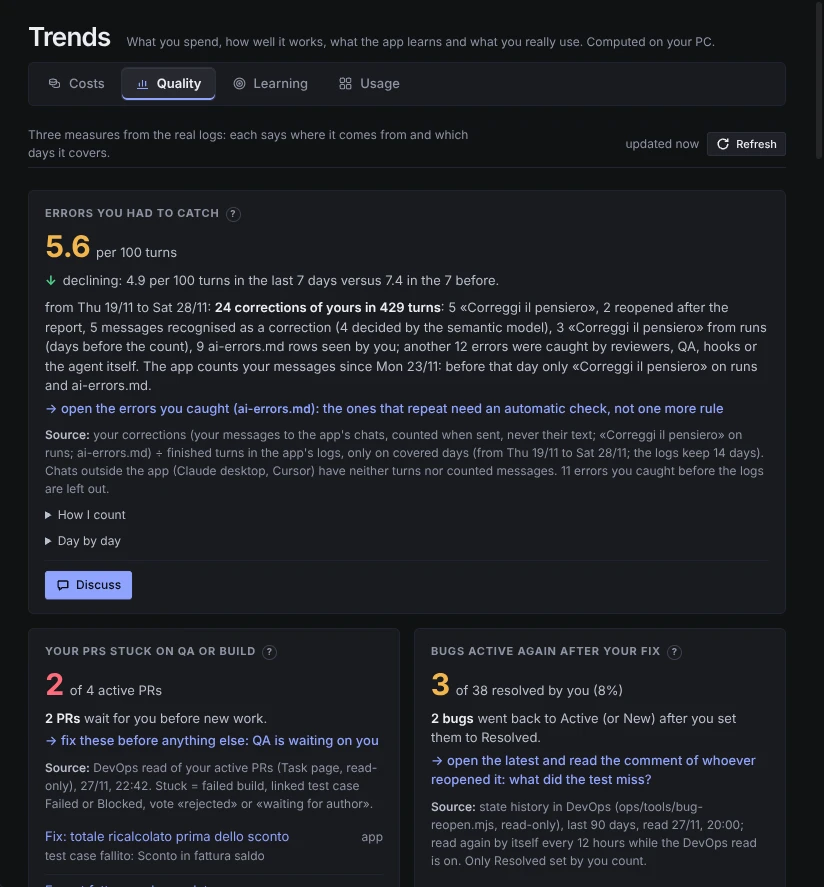 Trends What you spend, how well it works, what the app learns and what you really use. Computed on your PC.
Costs Quality Learning Usage
Three measures from the real logs: each says where it comes from and which
days it covers.
updated now Refresh
ERRORS YOU HAD TO CATCH ?
5.6 per 100 turns
↓ declining: 4.9 per 100 turns in the last 7 days versus 7.4 in the 7 before.
from Thu 19/11 to Sat 28/11: 24 corrections of yours in 429 turns: 5 «Correggi il pensiero», 2 reopened after the
report, 5 messages recognised as a correction (4 decided by the semantic model), 3 «Correggi il pensiero» from runs
(days before the count), 9 ai-errors.md rows seen by you; another 12 errors were caught by reviewers, QA, hooks or
the agent itself. The app counts your messages since Mon 23/11: before that day only «Correggi il pensiero» on runs
and ai-errors.md.
→ open the errors you caught (ai-errors.md): the ones that repeat need an automatic check, not one more rule
Source: your corrections (your messages to the app's chats, counted when sent, never their text; «Correggi il pensiero» on
runs; ai-errors.md) ÷ finished turns in the app's logs, only on covered days (from Thu 19/11 to Sat 28/11; the logs keep 14 days).
Chats outside the app (Claude desktop, Cursor) have neither turns nor counted messages. 11 errors you caught before the logs
are left out.
▶ How I count
▶ Day by day
Discuss
YOUR PRS STUCK ON QA OR BUILD ?
2 of 4 active PRs
2 PRs wait for you before new work.
→ fix these before anything else: QA is waiting on you
Source: DevOps read of your active PRs (Task page, read-
only), 27/11, 22:42. Stuck = failed build, linked test case
Failed or Blocked, vote «rejected» or «waiting for author».
Fix: totale ricalcolato prima dello sconto app
test case fallito: Sconto in fattura saldo
BUGS ACTIVE AGAIN AFTER YOUR FIX ?
3 of 38 resolved by you (8%)
2 bugs went back to Active (or New) after you set
them to Resolved.
→ open the latest and read the comment of whoever
reopened it: what did the test miss?
Source: state history in DevOps (ops/tools/bug-
reopen.mjs, read-only), last 90 days, read 27/11, 20:00;
read again by itself every 12 hours while the DevOps read
is on. Only Resolved set by you count.